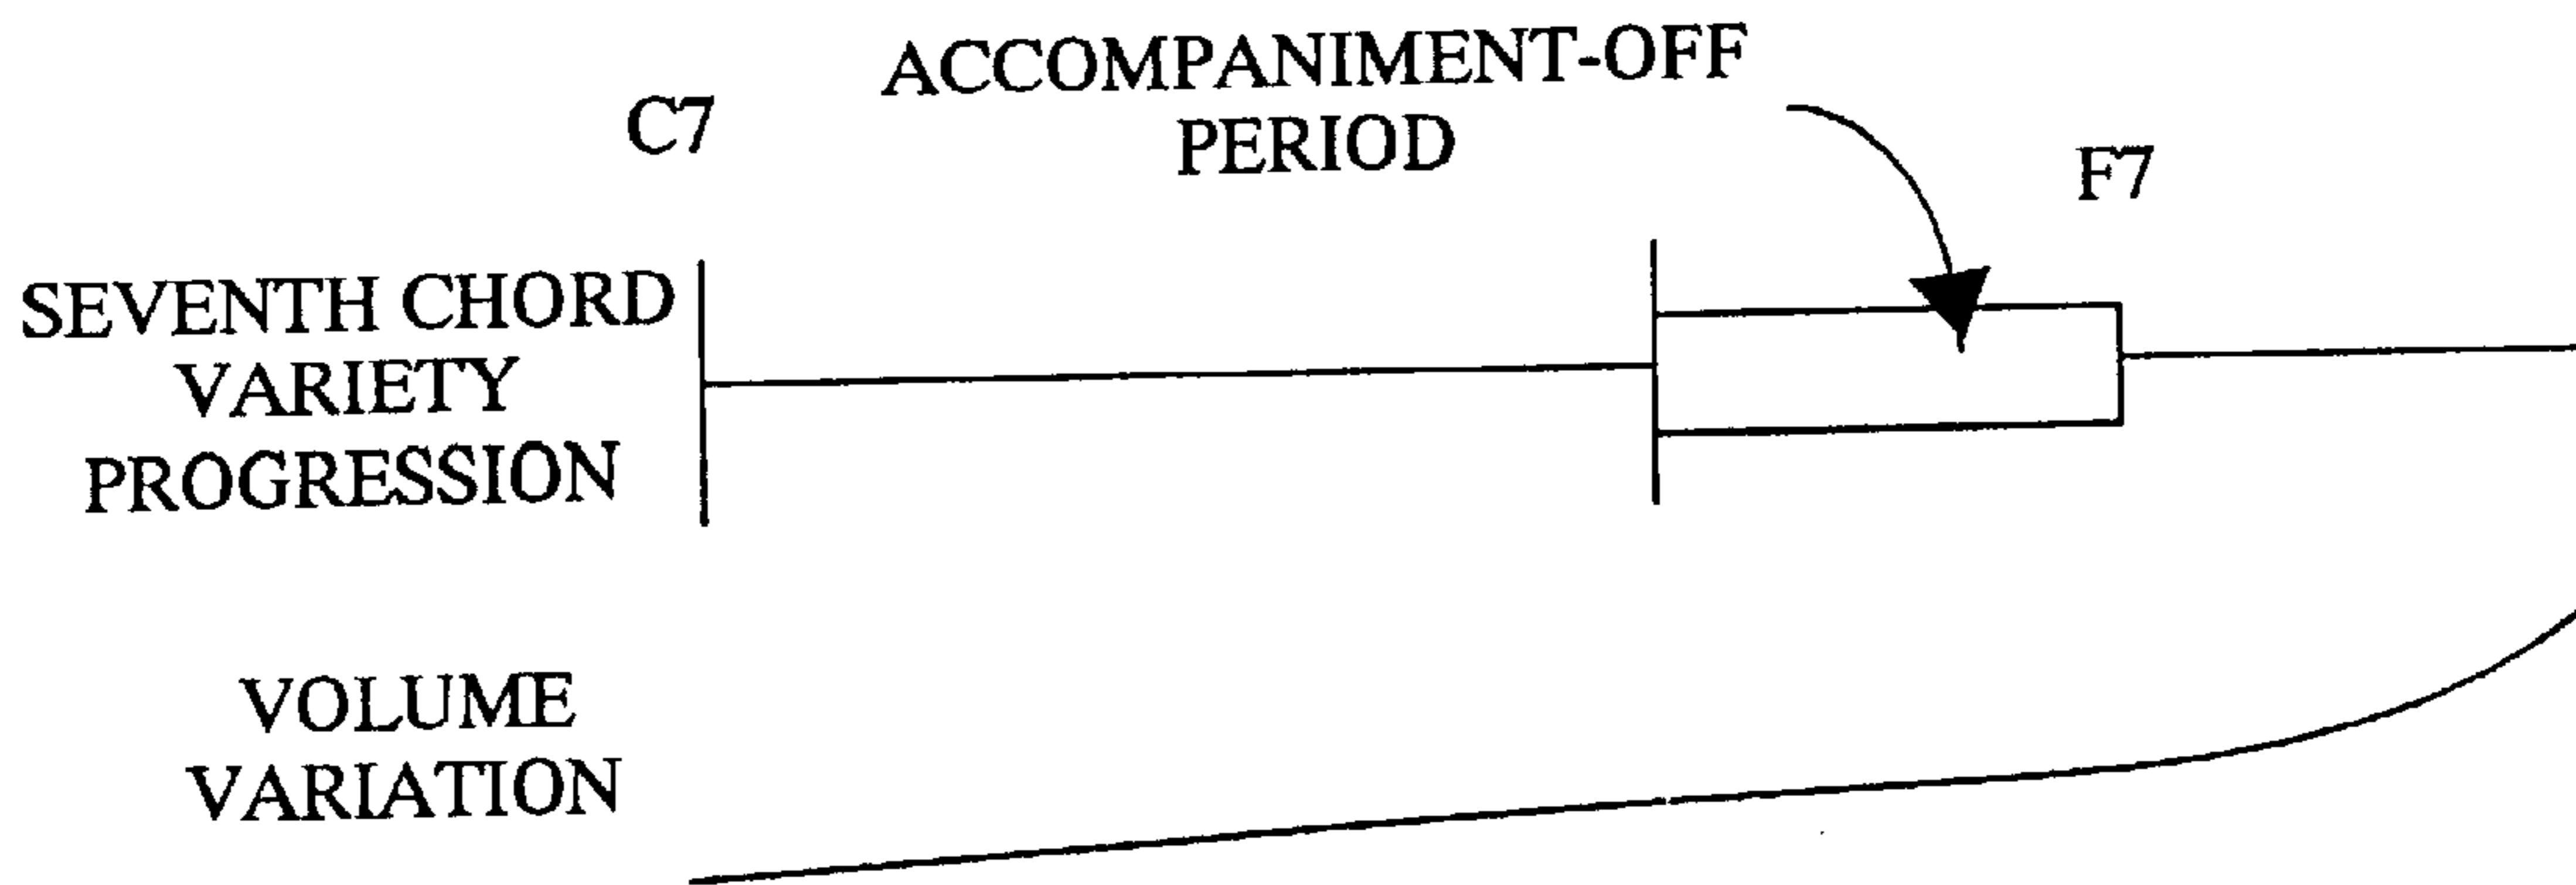 C7
ACCOMPANIMENT-OFF
PERIOD
F7
SEVENTH CHORD
VARIETY
PROGRESSION
VOLUME
VARIATION